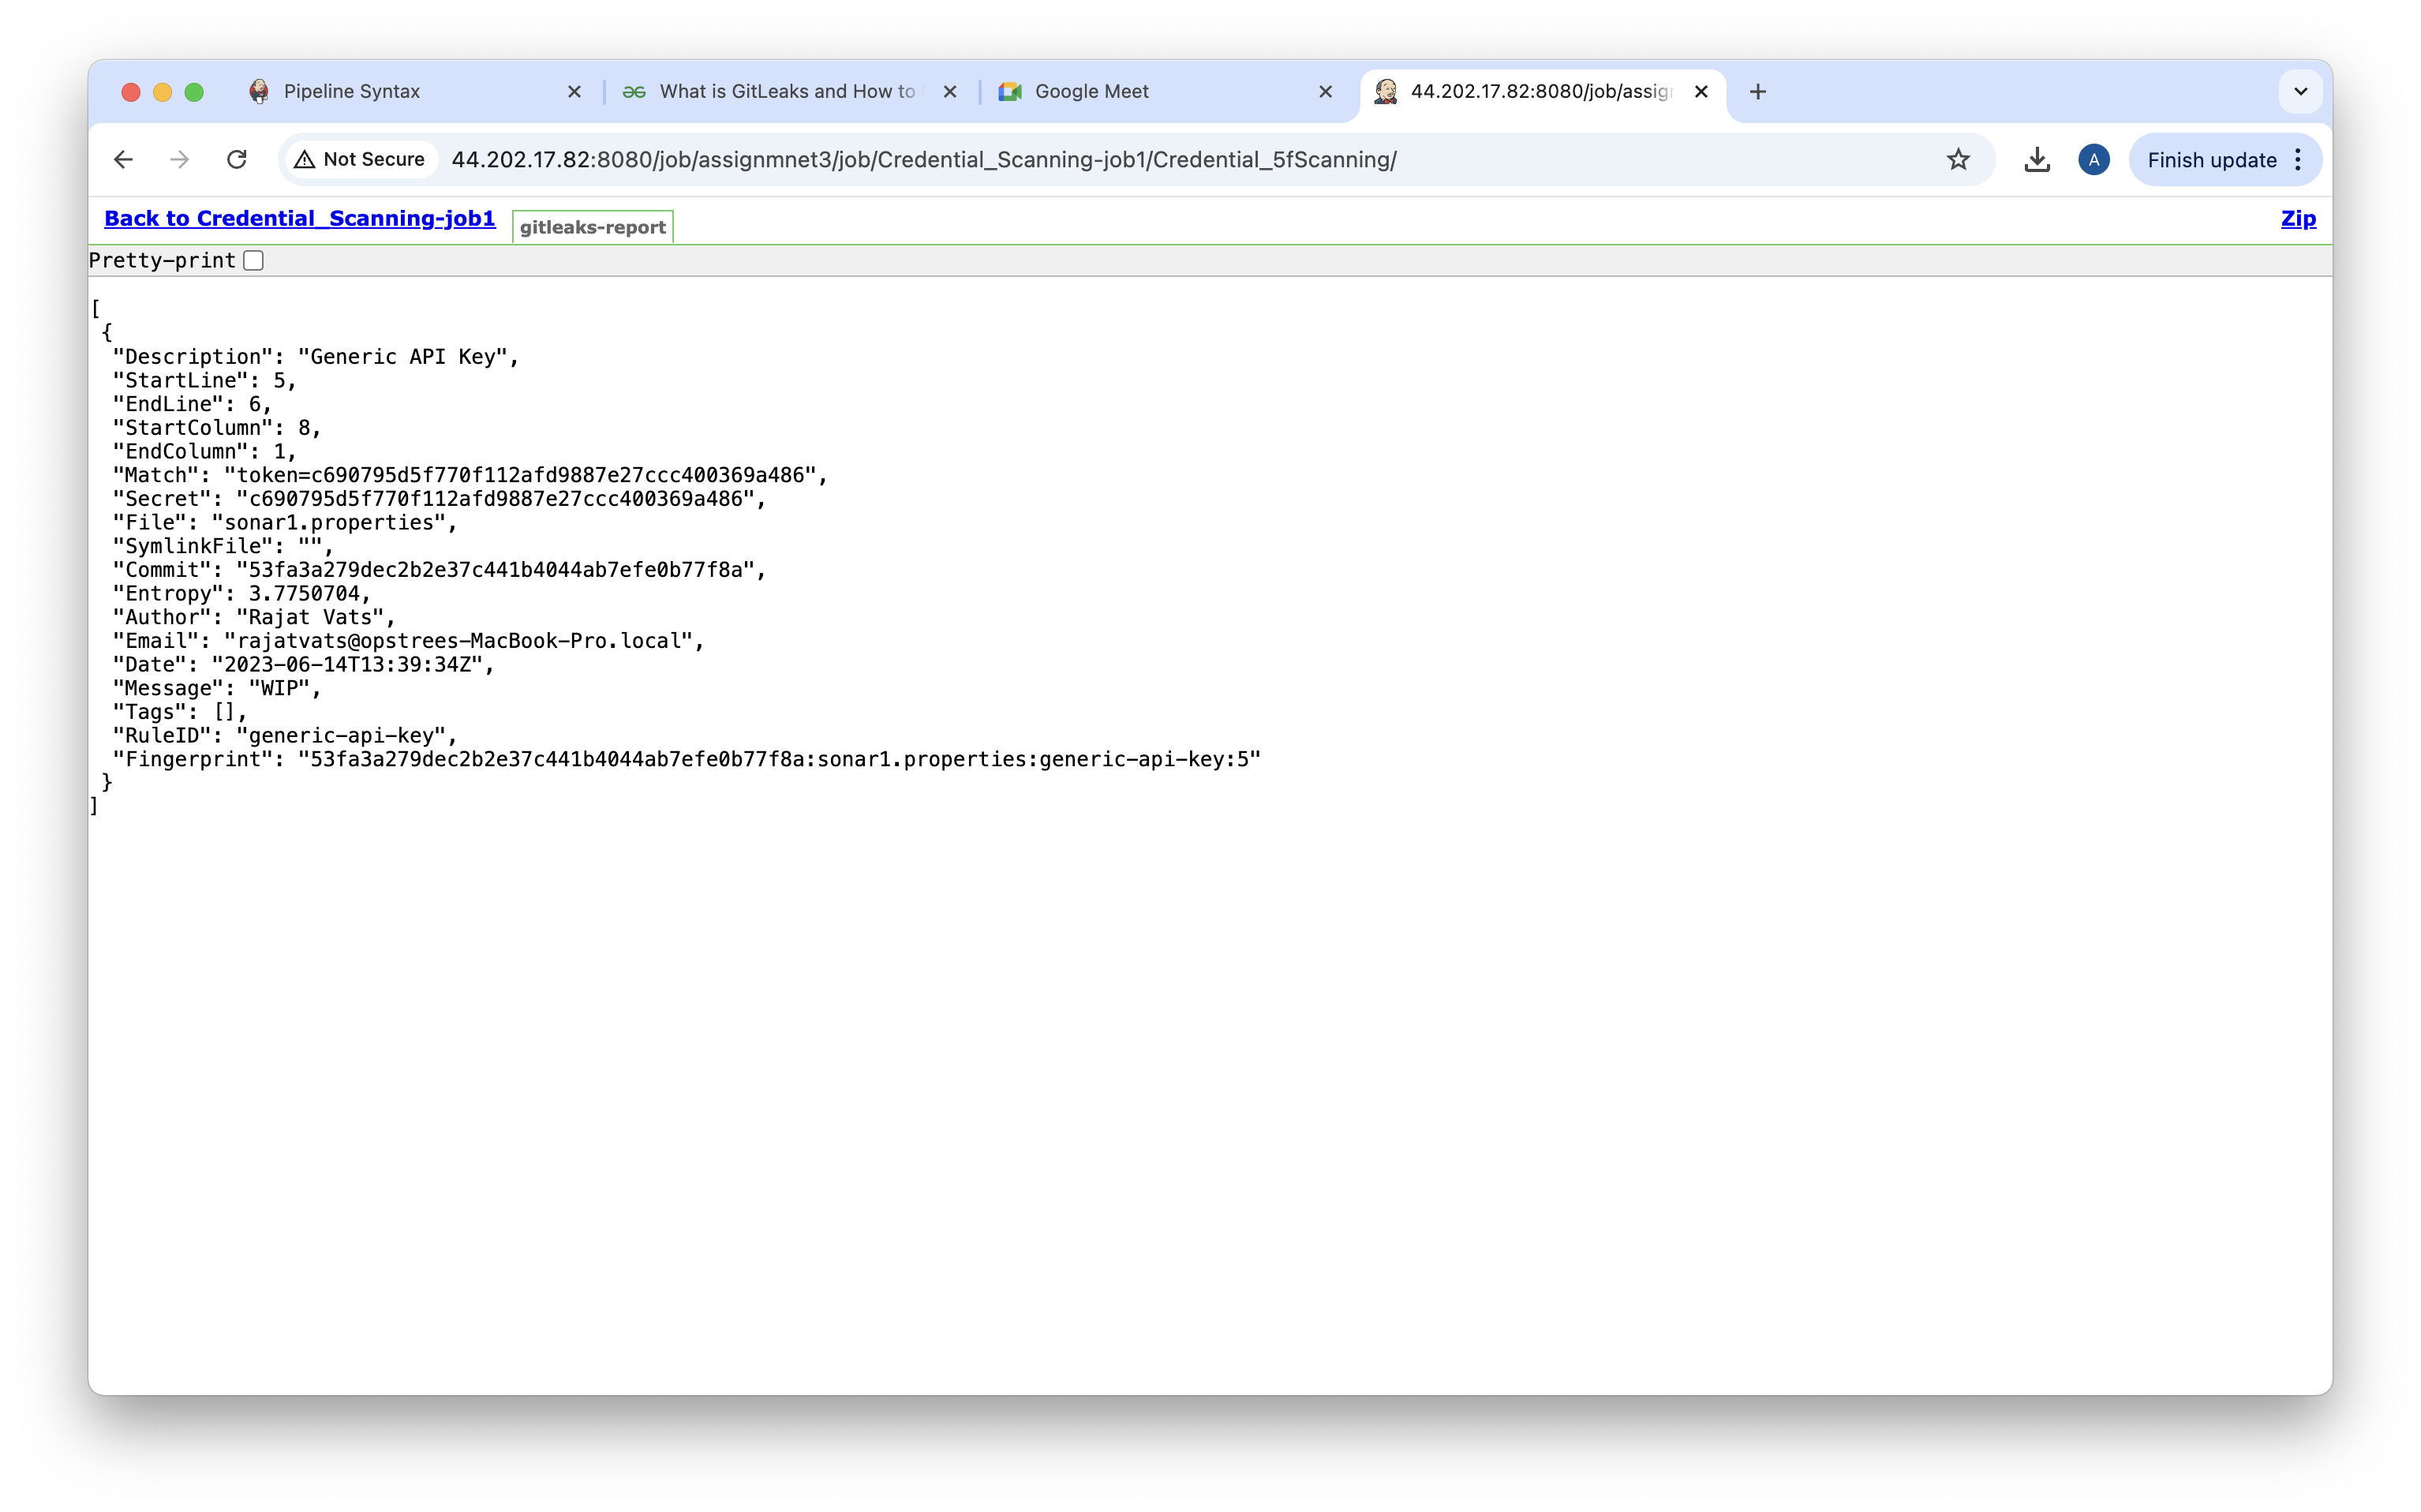 Pipeline Syntax
What is GitLeaks and How to
Google Meet
44.202.17.82:8080/job/assig
Not Secure
44.202.17.82:8080/job/assignmnet3/job/Credential_Scanning-job1/Credential_5fScanning/
A
Finish update
Back to Credential_Scanning-job1
gitleaks-report
Zip
Pretty-print
[
{
"Description": "Generic API Key",
"StartLine": 5,
"EndLine": 6,
"StartColumn": 8,
"EndColumn": 1,
"Match": "token=c690795d5f770f112afd9887e27ccc400369a486",
"Secret": "c690795d5f770f112afd9887e27ccc400369a486",
"File": "sonar1.properties",
"SymlinkFile": "",
"Commit": "53fa3a279dec2b2e37c441b4044ab7efe0b77f8a",
"Entropy": 3.7750704,
"Author": "Rajat Vats",
"Email": "rajatvats@opstrees-MacBook-Pro.local",
"Date": "2023-06-14T13:39:34Z",
"Message": "WIP",
"Tags": [],
"RuleID": "generic-api-key",
"Fingerprint": "53fa3a279dec2b2e37c441b4044ab7efe0b77f8a:sonar1.properties:generic-api-key:5"
}
]